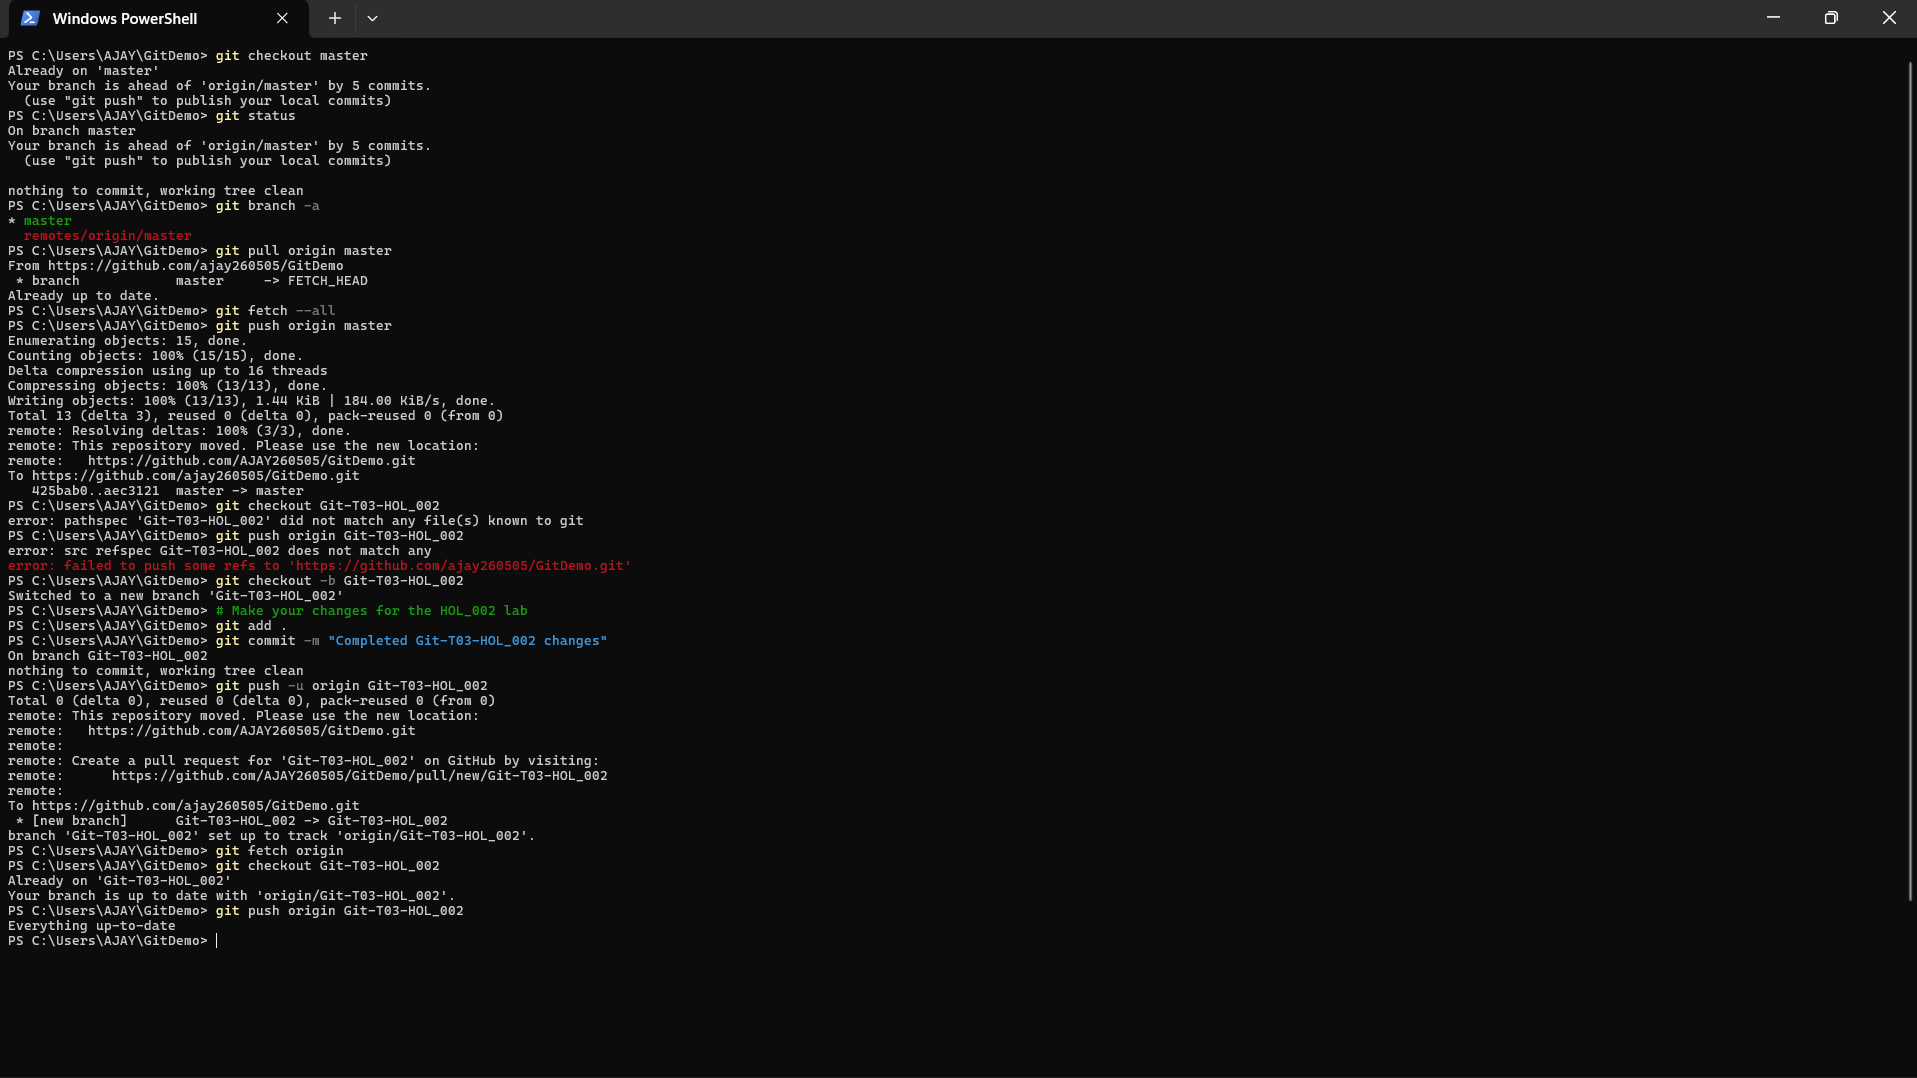 Windows PowerShell
PS C:\Users\AJAY\GitDemo> git checkout master
Already on 'master'
Your branch is ahead of 'origin/master' by 5 commits.
  (use "git push" to publish your local commits)
PS C:\Users\AJAY\GitDemo> git status
On branch master
Your branch is ahead of 'origin/master' by 5 commits.
  (use "git push" to publish your local commits)

nothing to commit, working tree clean
PS C:\Users\AJAY\GitDemo> git branch -a
* master
  remotes/origin/master
PS C:\Users\AJAY\GitDemo> git pull origin master
From https://github.com/ajay260505/GitDemo
 * branch            master     -> FETCH_HEAD
Already up to date.
PS C:\Users\AJAY\GitDemo> git fetch --all
PS C:\Users\AJAY\GitDemo> git push origin master
Enumerating objects: 15, done.
Counting objects: 100% (15/15), done.
Delta compression using up to 16 threads
Compressing objects: 100% (13/13), done.
Writing objects: 100% (13/13), 1.44 KiB | 184.00 KiB/s, done.
Total 13 (delta 3), reused 0 (delta 0), pack-reused 0 (from 0)
remote: Resolving deltas: 100% (3/3), done.
remote: This repository moved. Please use the new location:
remote:   https://github.com/AJAY260505/GitDemo.git
To https://github.com/ajay260505/GitDemo.git
   425bab0..aec3121  master -> master
PS C:\Users\AJAY\GitDemo> git checkout Git-T03-HOL_002
error: pathspec 'Git-T03-HOL_002' did not match any file(s) known to git
PS C:\Users\AJAY\GitDemo> git push origin Git-T03-HOL_002
error: src refspec Git-T03-HOL_002 does not match any
error: failed to push some refs to 'https://github.com/ajay260505/GitDemo.git'
PS C:\Users\AJAY\GitDemo> git checkout -b Git-T03-HOL_002
Switched to a new branch 'Git-T03-HOL_002'
PS C:\Users\AJAY\GitDemo> # Make your changes for the HOL_002 lab
PS C:\Users\AJAY\GitDemo> git add .
PS C:\Users\AJAY\GitDemo> git commit -m "Completed Git-T03-HOL_002 changes"
On branch Git-T03-HOL_002
nothing to commit, working tree clean
PS C:\Users\AJAY\GitDemo> git push -u origin Git-T03-HOL_002
Total 0 (delta 0), reused 0 (delta 0), pack-reused 0 (from 0)
remote: This repository moved. Please use the new location:
remote:   https://github.com/AJAY260505/GitDemo.git
remote:
remote: Create a pull request for 'Git-T03-HOL_002' on GitHub by visiting:
remote:      https://github.com/AJAY260505/GitDemo/pull/new/Git-T03-HOL_002
remote:
To https://github.com/ajay260505/GitDemo.git
 * [new branch]      Git-T03-HOL_002 -> Git-T03-HOL_002
branch 'Git-T03-HOL_002' set up to track 'origin/Git-T03-HOL_002'.
PS C:\Users\AJAY\GitDemo> git fetch origin
PS C:\Users\AJAY\GitDemo> git checkout Git-T03-HOL_002
Already on 'Git-T03-HOL_002'
Your branch is up to date with 'origin/Git-T03-HOL_002'.
PS C:\Users\AJAY\GitDemo> git push origin Git-T03-HOL_002
Everything up-to-date
PS C:\Users\AJAY\GitDemo>